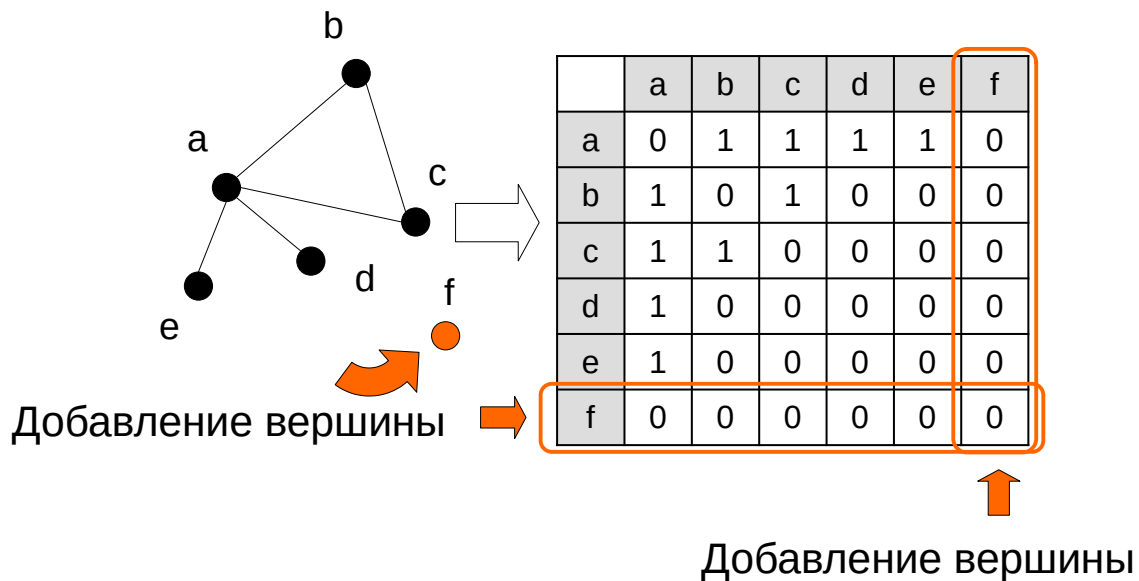 b
a
c
d
e
f
Добавление вершины
a b c d e f
a 0 1 1 1 1 0
b 1 0 1 0 0 0
c 1 1 0 0 0 0
d 1 0 0 0 0 0
e 1 0 0 0 0 0
f 0 0 0 0 0 0
Добавление вершины